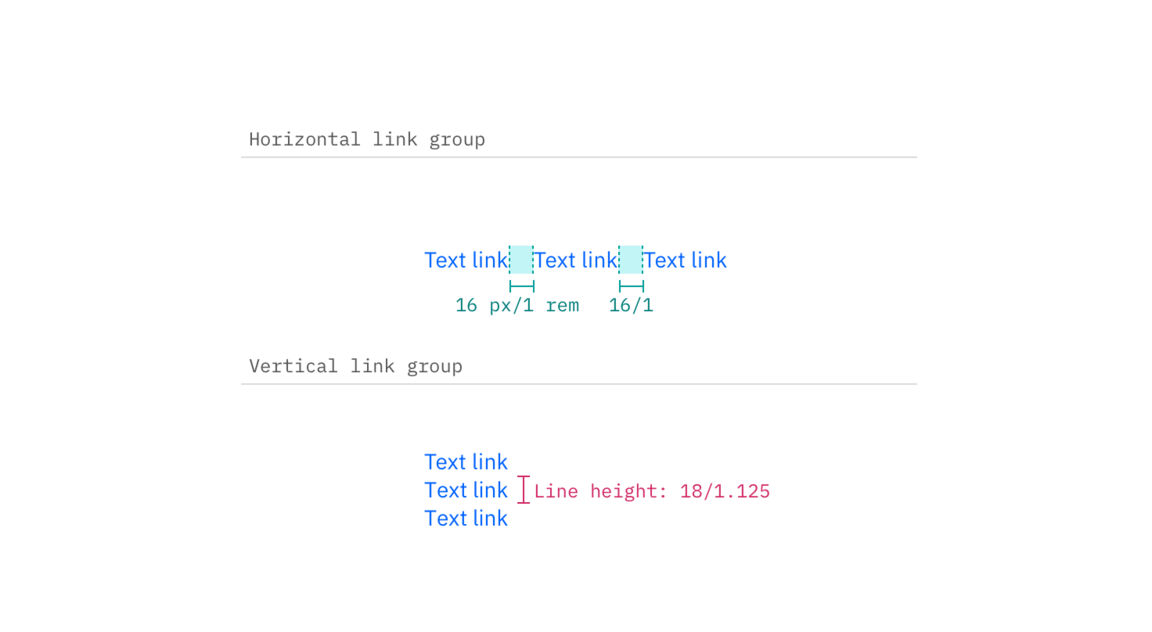 Horizontal link group
Text link Text link Text link
16 px/1 rem 16/1
Vertical link group
Text link
Text link Line height: 18/1.125
Text link